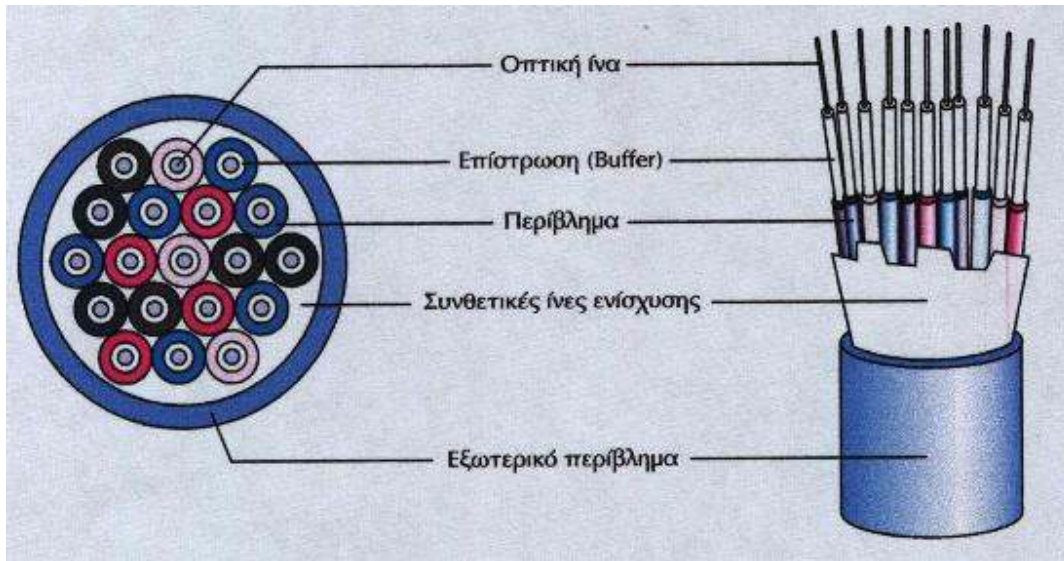 Οπτική ίνα
Επίστρωση (Buffer)
Περίβλημα
Συνθετικές ίνες ενίσχυσης
Εξωτερικό περίβλημα